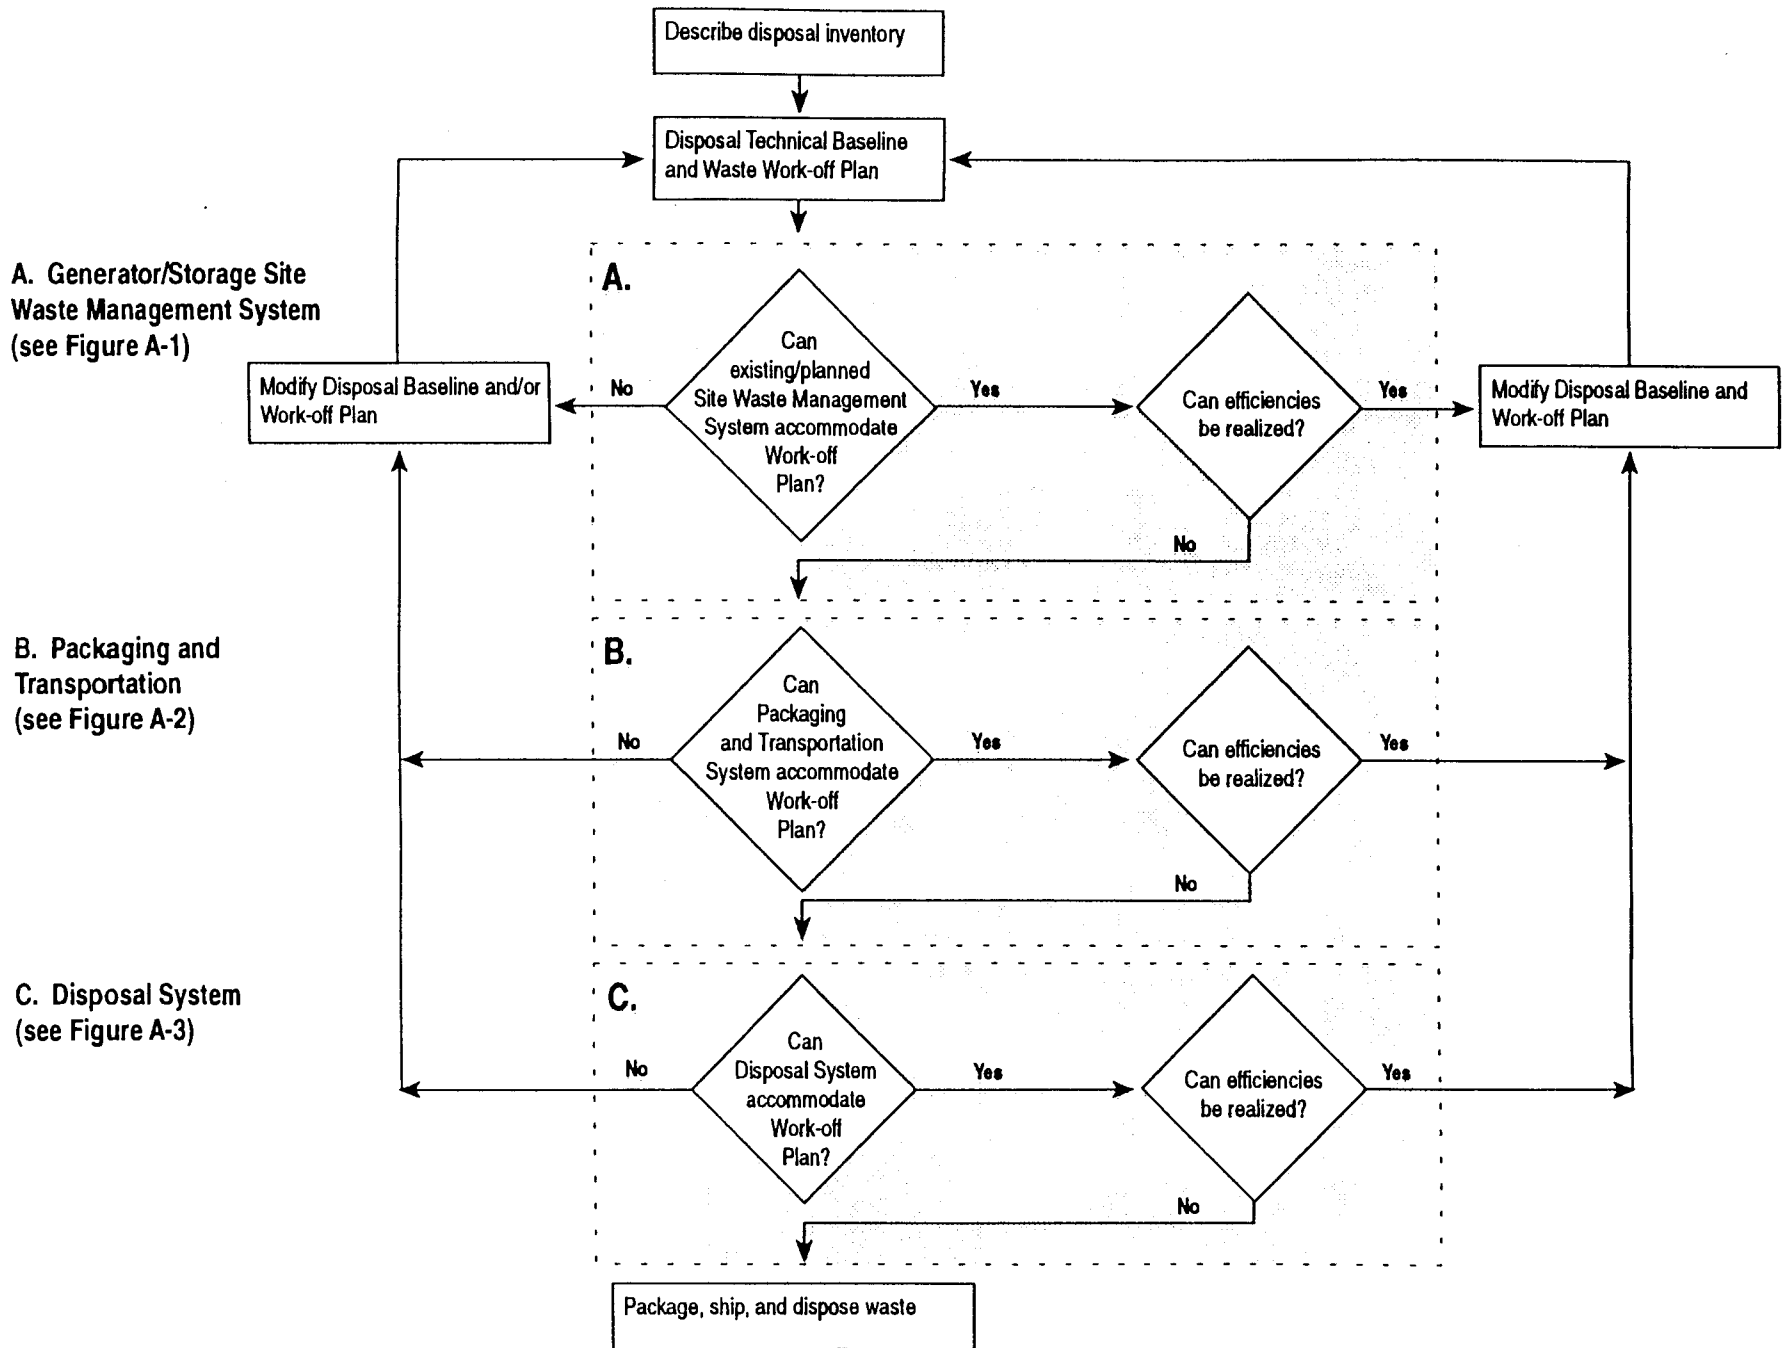 Describe disposal inventory
Disposal Technical Baseline
and Waste Work-off Plan
A. Generator/Storage Site
Waste Management System
(see Figure A-1)
Modify Disposal Baseline and/or
Work-off Plan
No
A.
Can
existing/planned
Site Waste Management
System accommodate
Work-off
Plan?
Yes
Can efficiencies
be realized?
Yes
Modify Disposal Baseline and
Work-off Plan
No
B. Packaging and
Transportation
(see Figure A-2)
No
B.
Can
Packaging
and Transportation
System accommodate
Work-off
Plan?
Yes
Can efficiencies
be realized?
Yes
No
C. Disposal System
(see Figure A-3)
No
C.
Can
Disposal System
accommodate
Work-off
Plan?
Yes
Can efficiencies
be realized?
Yes
No
Package, ship, and dispose waste